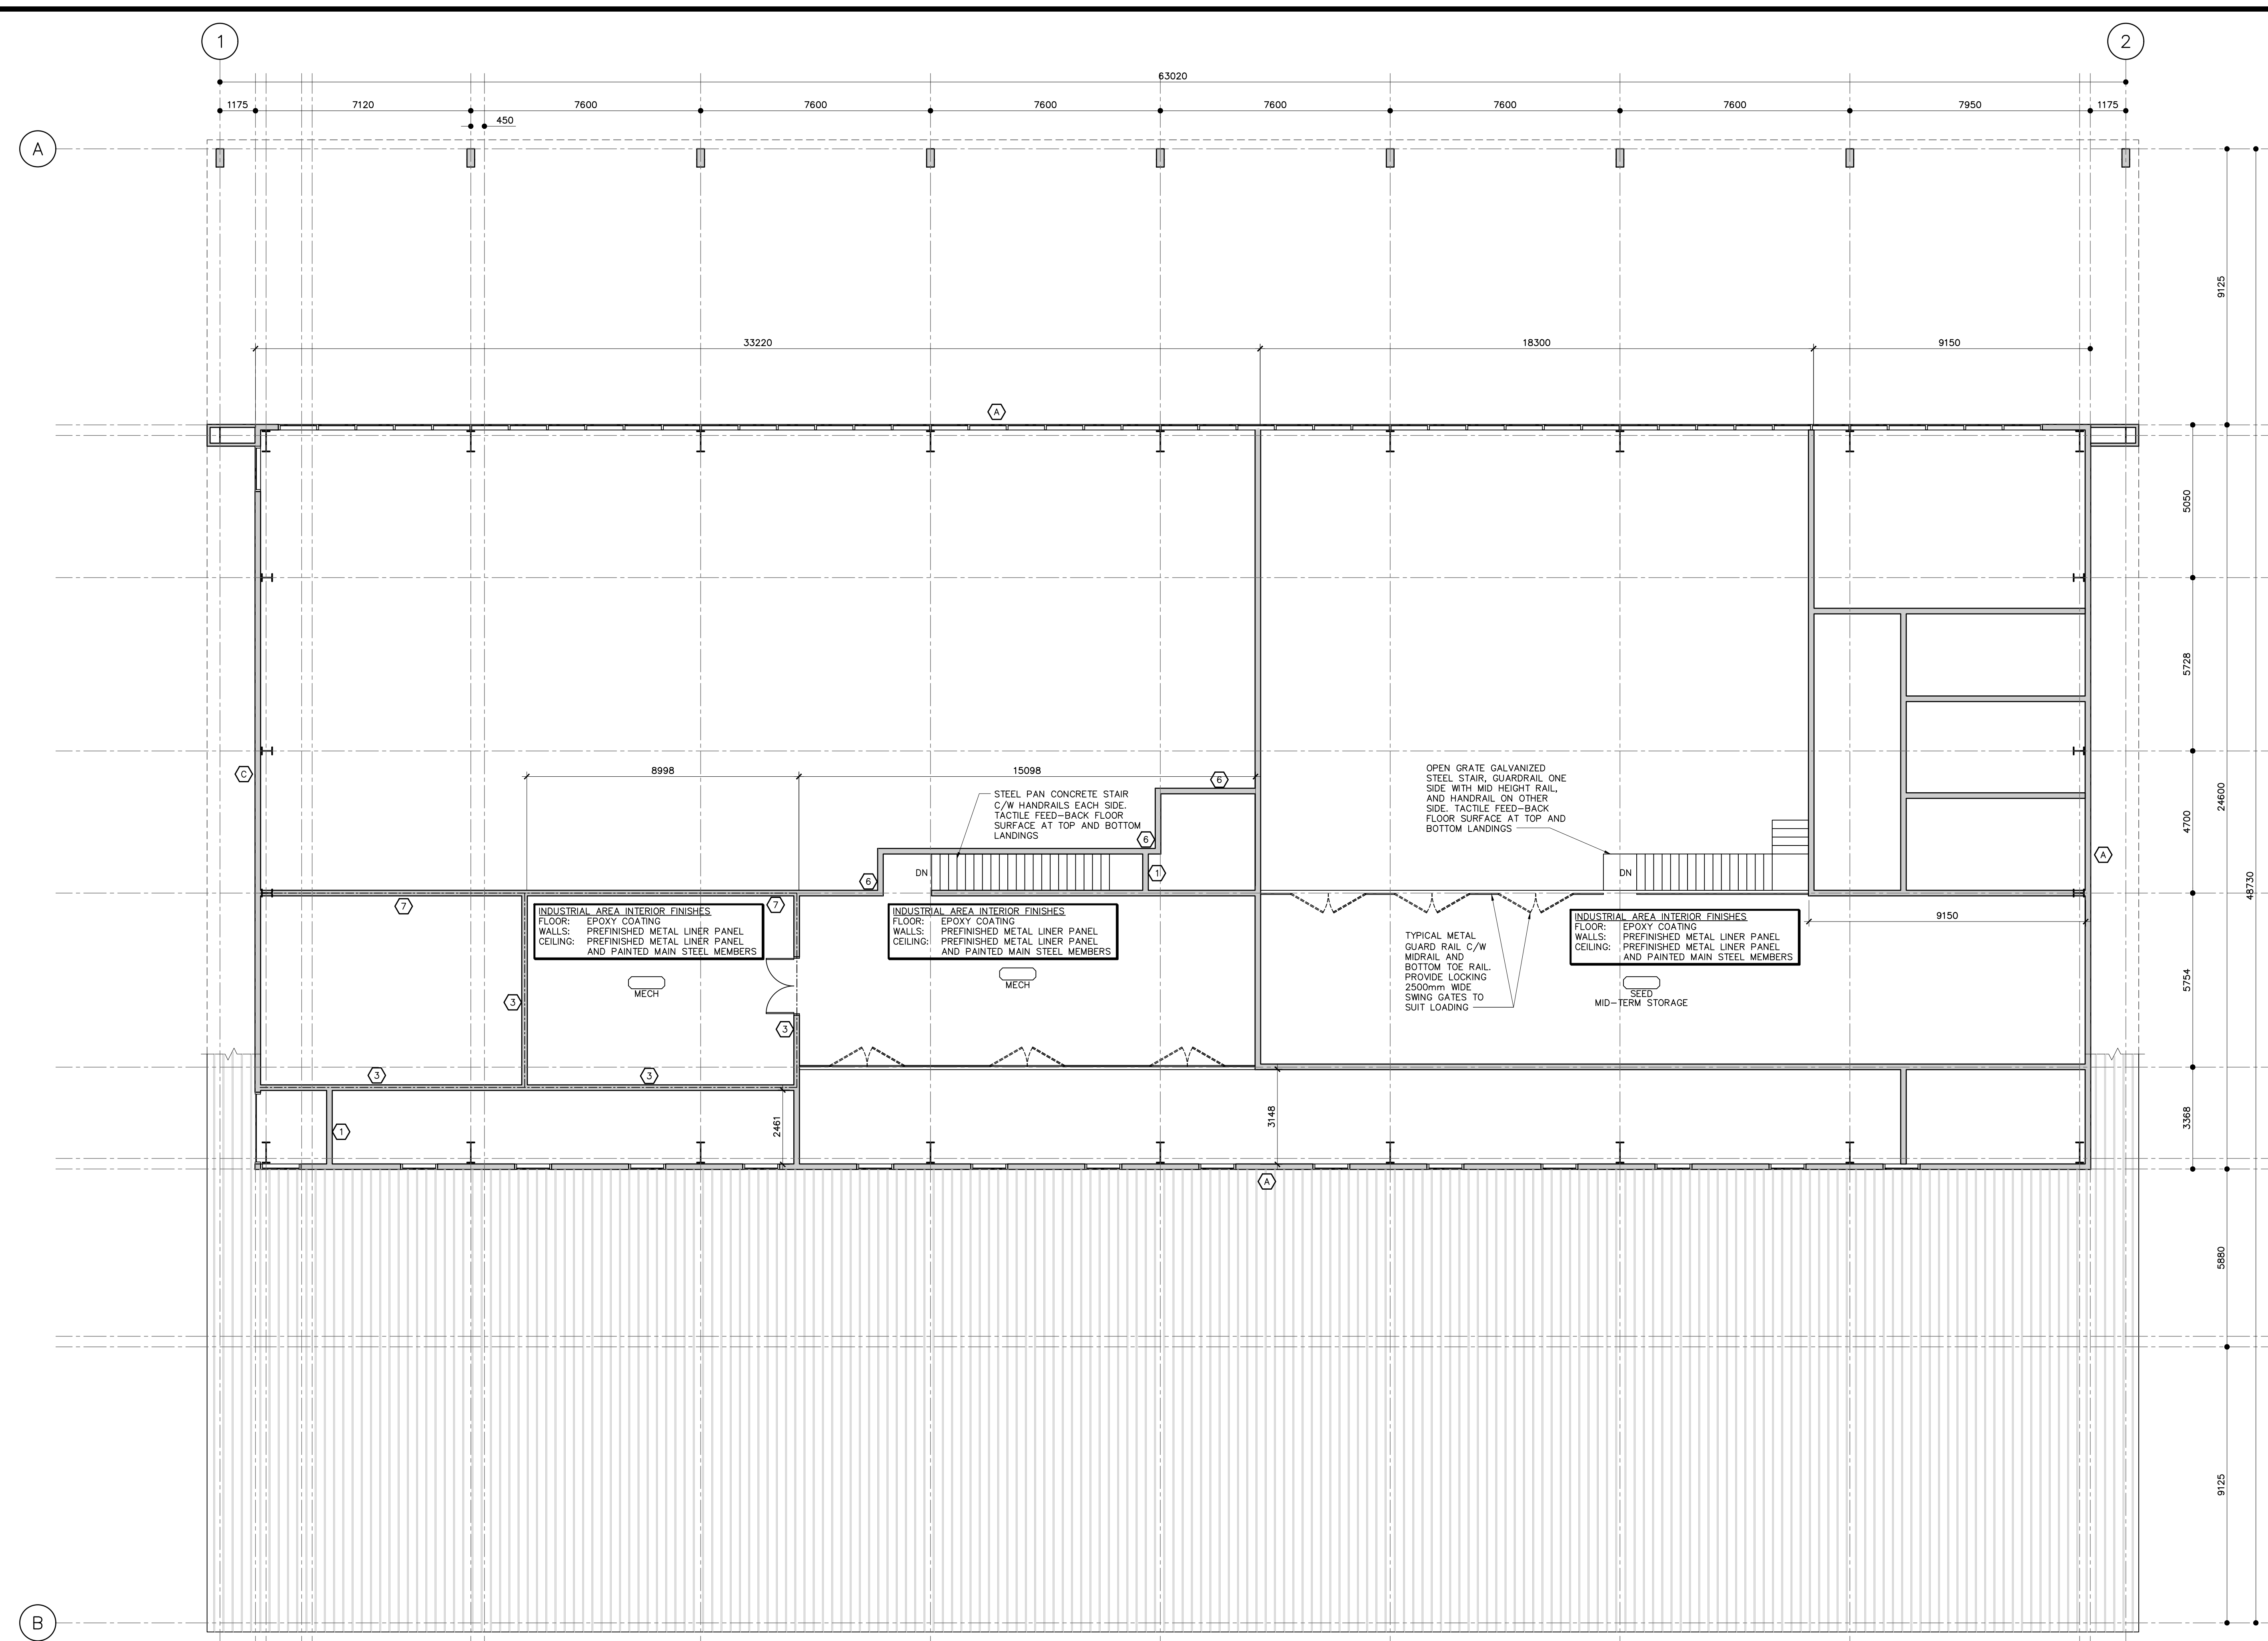 1
2
63020
1175
7120
7600
7600
7600
7600
7600
7600
7950
1175
450
A
9125
33220
18300
9150
A
5050
5728
C
8998
15098
6
OPEN GRATE GALVANIZED
STEEL STAIR, GUARDRAIL ONE
SIDE WITH MID HEIGHT RAIL,
AND HANDRAIL ON OTHER
SIDE. TACTILE FEED-BACK
FLOOR SURFACE AT TOP AND
BOTTOM LANDINGS
STEEL PAN CONCRETE STAIR
C/W HANDRAILS EACH SIDE.
TACTILE FEED-BACK FLOOR
SURFACE AT TOP AND BOTTOM
LANDINGS
24600
4700
6
A
DN
6
1
DN
48730
7
7
INDUSTRIAL AREA INTERIOR FINISHES
FLOOR: EPOXY COATING
WALLS: PREFINISHED METAL LINER PANEL
CEILING: PREFINISHED METAL LINER PANEL
AND PAINTED MAIN STEEL MEMBERS
INDUSTRIAL AREA INTERIOR FINISHES
FLOOR: EPOXY COATING
WALLS: PREFINISHED METAL LINER PANEL
CEILING: PREFINISHED METAL LINER PANEL
AND PAINTED MAIN STEEL MEMBERS
INDUSTRIAL AREA INTERIOR FINISHES
FLOOR: EPOXY COATING
WALLS: PREFINISHED METAL LINER PANEL
CEILING: PREFINISHED METAL LINER PANEL
AND PAINTED MAIN STEEL MEMBERS
9150
TYPICAL METAL
GUARD RAIL C/W
MIDRAIL AND
BOTTOM TOE RAIL.
PROVIDE LOCKING
2500mm WIDE
SWING GATES TO
SUIT LOADING
MECH
MECH
SEED
MID-TERM STORAGE
5754
3
3
3
3
1
2461
3148
3368
A
5880
9125
B